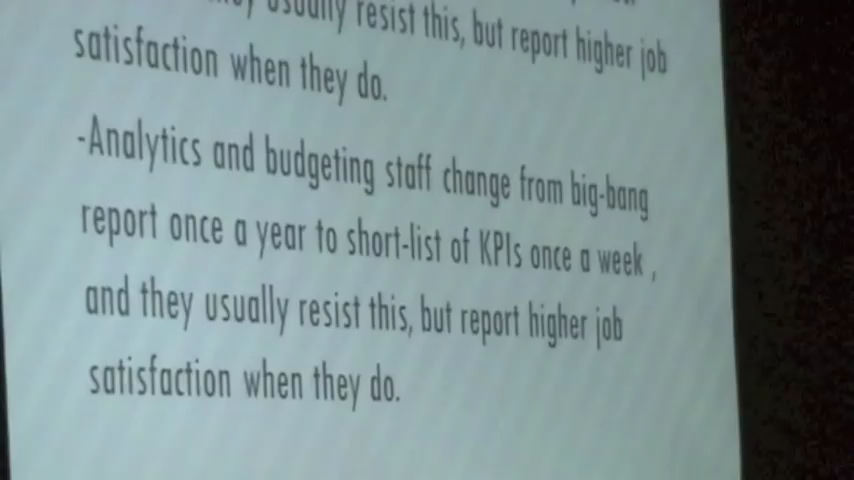 usually resist this, but report higher job
satisfaction when they do.
-Analytics and budgeting staff change from big-bang
report once a year to short-list of KPIs once a week ,
and they usually resist this, but report higher job
satisfaction when they do.